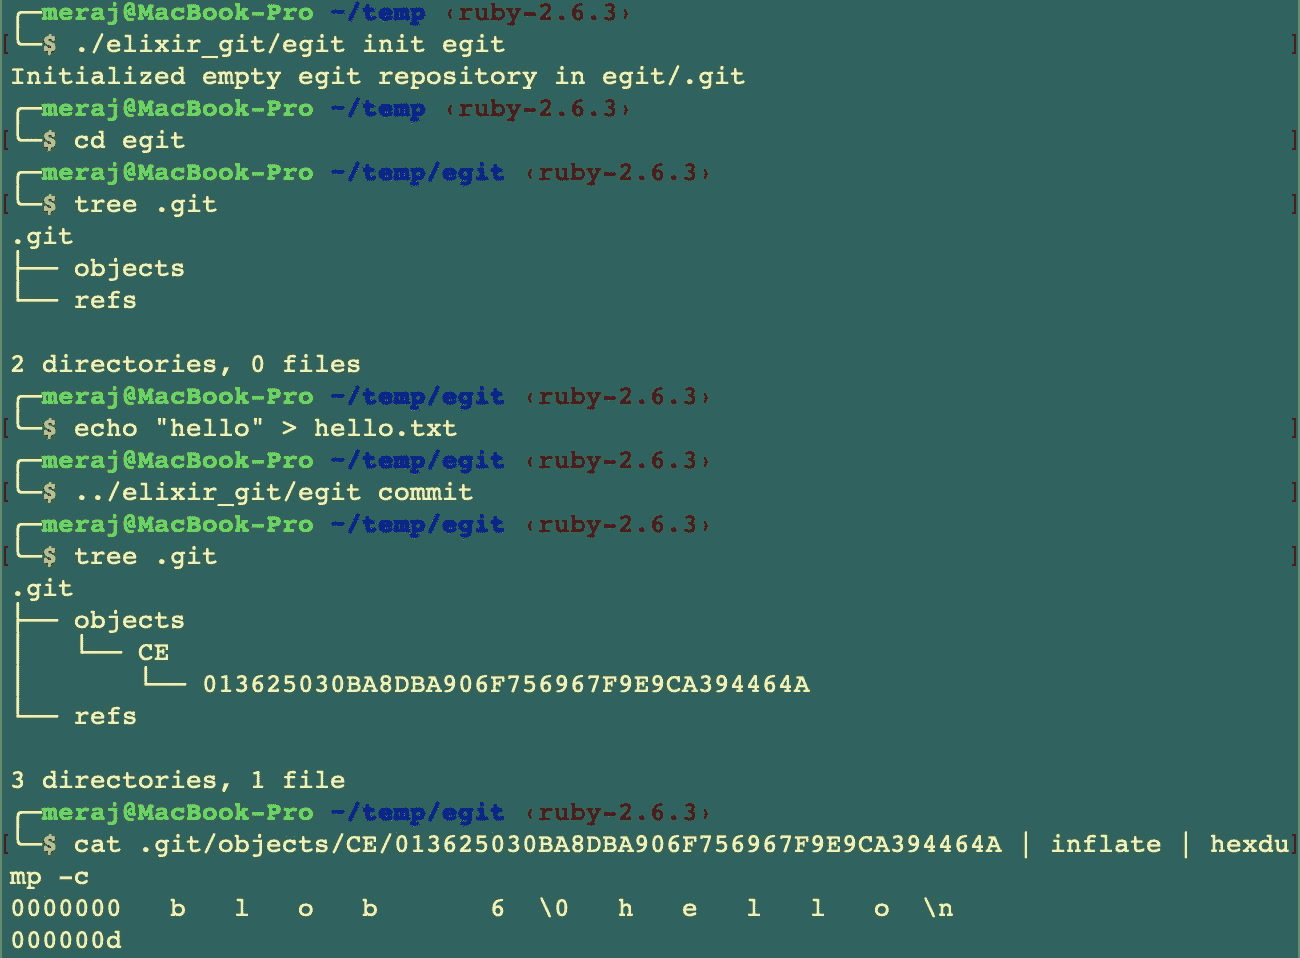 ╭─meraj@MacBook-Pro ~/temp ‹ruby-2.6.3›
[╰─$ ./elixir_git/egit init egit ]
Initialized empty egit repository in egit/.git
╭─meraj@MacBook-Pro ~/temp ‹ruby-2.6.3›
[╰─$ cd egit ]
╭─meraj@MacBook-Pro ~/temp/egit ‹ruby-2.6.3›
[╰─$ tree .git ]
.git
├── objects
└── refs
2 directories, 0 files
╭─meraj@MacBook-Pro ~/temp/egit ‹ruby-2.6.3›
[╰─$ echo "hello" > hello.txt ]
╭─meraj@MacBook-Pro ~/temp/egit ‹ruby-2.6.3›
[╰─$ ../elixir_git/egit commit ]
╭─meraj@MacBook-Pro ~/temp/egit ‹ruby-2.6.3›
[╰─$ tree .git ]
.git
├── objects
│   └── CE
│       └── 013625030BA8DBA906F756967F9E9CA394464A
└── refs
3 directories, 1 file
╭─meraj@MacBook-Pro ~/temp/egit ‹ruby-2.6.3›
[╰─$ cat .git/objects/CE/013625030BA8DBA906F756967F9E9CA394464A | inflate | hexdu]
mp -c
0000000   b   l   o   b       6  \0   h   e   l   l   o  \n
000000d